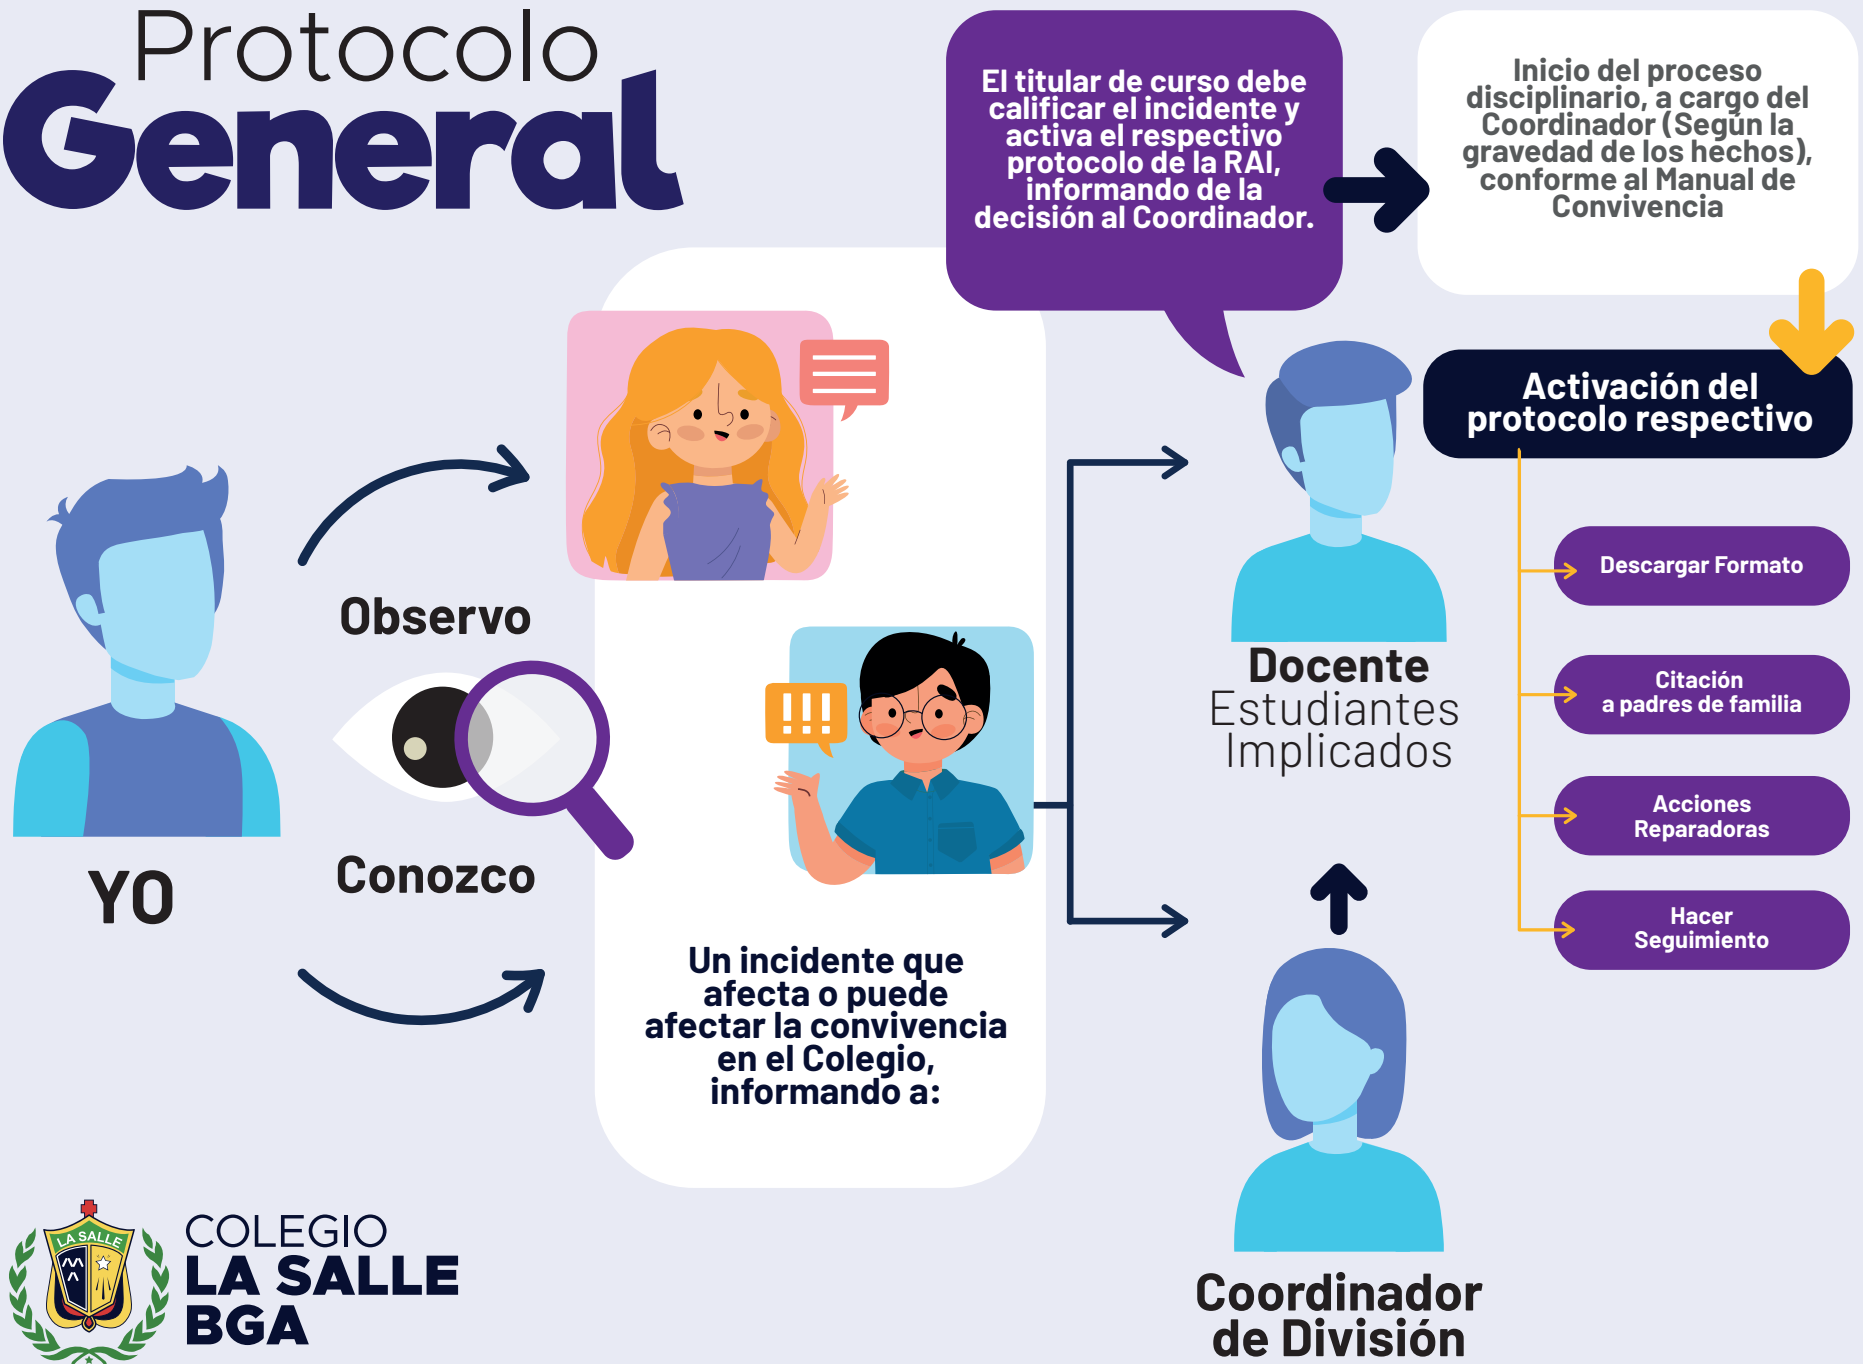 Protocolo
General
El titular de curso debe
calificar el incidente y
activa el respectivo
protocolo de la RAI,
informando de la
decisión al Coordinador.
Inicio del proceso
disciplinario, a cargo del
Coordinador (Según la
gravedad de los hechos),
conforme al Manual de
Convivencia
YO
Observo
Conozco
!!!
Un incidente que
afecta o puede
afectar la convivencia
en el Colegio,
informando a:
Docente
Estudiantes
Implicados
Coordinador
de División
Activación del
protocolo respectivo
Descargar Formato
Citación
a padres de familia
Acciones
Reparadoras
Hacer
Seguimiento
LA SALLE
COLEGIO
LA SALLE
BGA